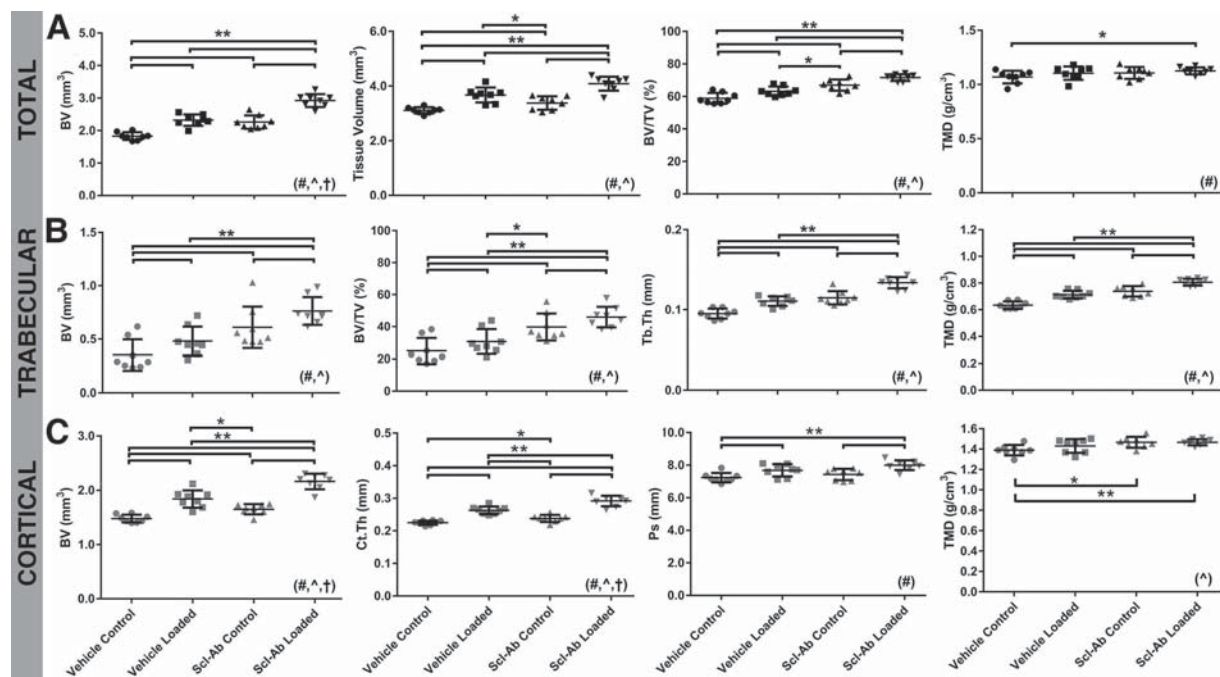 TOTAL
A
BV (mm³)
5.0
4.0
3.0
2.0
1.0
0.0
**
(#,^,†)
Tissue Volume (mm³)
6.0
4.0
2.0
0.0
*
**
(#,^)
BV/TV (%)
100
80
60
40
20
0
**
*
(#,^)
TMD (g/cm³)
1.5
1.0
0.5
0.0
*
(#)
TRABECULAR
B
BV (mm³)
1.5
1.0
0.5
0.0
**
(#,^)
BV/TV (%)
100
80
60
40
20
0
*
**
(#,^)
Tb.Th (mm)
0.2
0.1
0.0
**
(#,^)
TMD (g/cm³)
1.2
1.0
0.8
0.6
0.4
0.2
0.0
**
(#,^)
CORTICAL
C
BV (mm³)
3.0
2.0
1.0
0.0
*
**
(#,^,†)
Ct.Th (mm)
0.5
0.4
0.3
0.2
0.1
0.0
*
**
(#,^,†)
Ps (mm)
10
8
6
4
2
0
**
(#)
TMD (g/cm³)
1.6
1.4
1.2
1.0
0.8
0.6
0.4
0.2
0.0
*
**
(^)
Vehicle Control
Vehicle Loaded
Scl-Ab Control
Scl-Ab Loaded
Vehicle Control
Vehicle Loaded
Scl-Ab Control
Scl-Ab Loaded
Vehicle Control
Vehicle Loaded
Scl-Ab Control
Scl-Ab Loaded
Vehicle Control
Vehicle Loaded
Scl-Ab Control
Scl-Ab Loaded